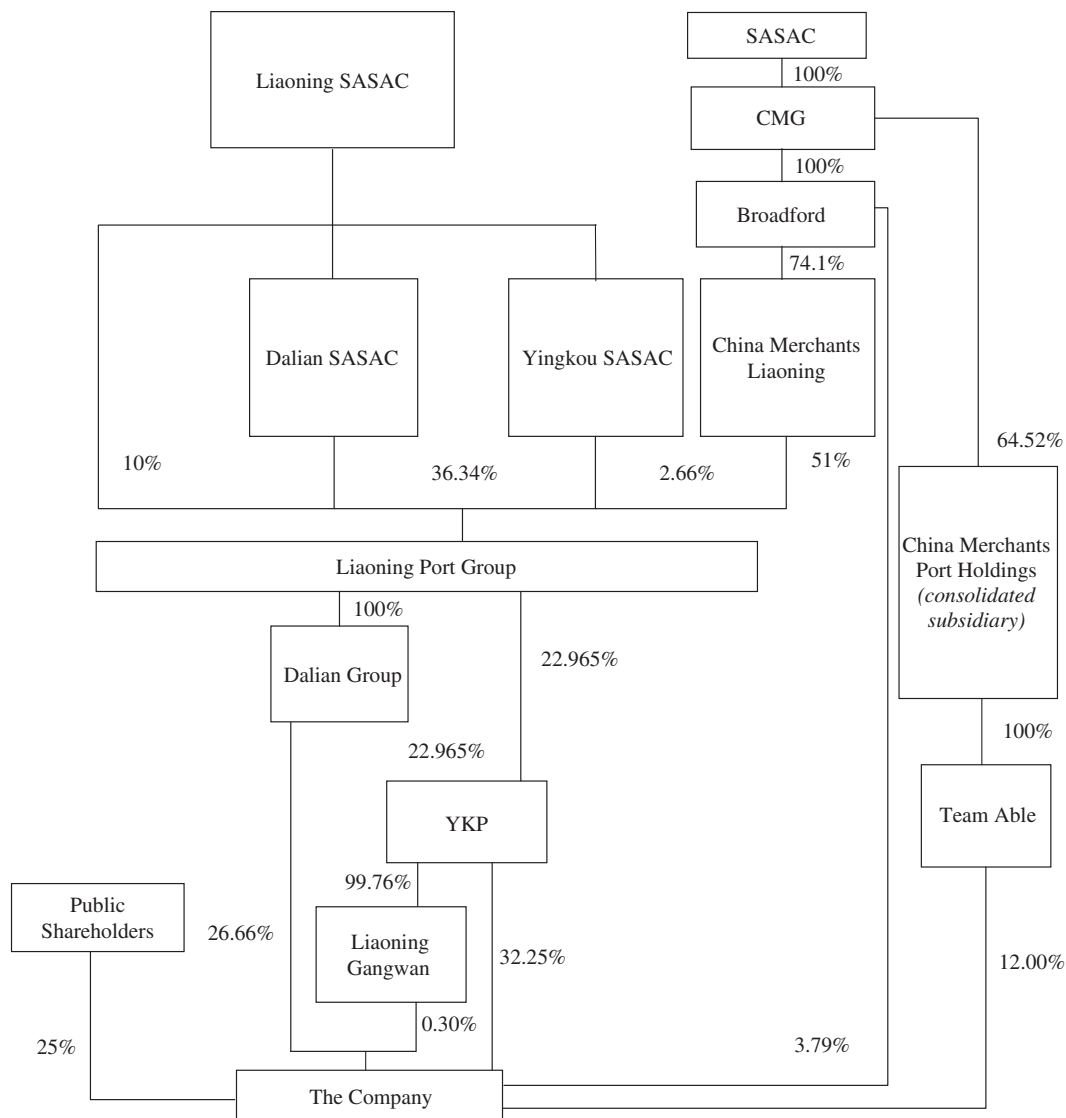 SASAC
Liaoning SASAC
100%
CMG
100%
Broadford
74.1%
Dalian SASAC
Yingkou SASAC
China Merchants
Liaoning
10%
36.34%
2.66%
51%
64.52%
Liaoning Port Group
China Merchants
Port Holdings
(consolidated
subsidiary)
100%
Dalian Group
22.965%
22.965%
100%
YKP
Team Able
99.76%
Public
Shareholders
26.66%
Liaoning
Gangwan
32.25%
12.00%
0.30%
25%
3.79%
The Company